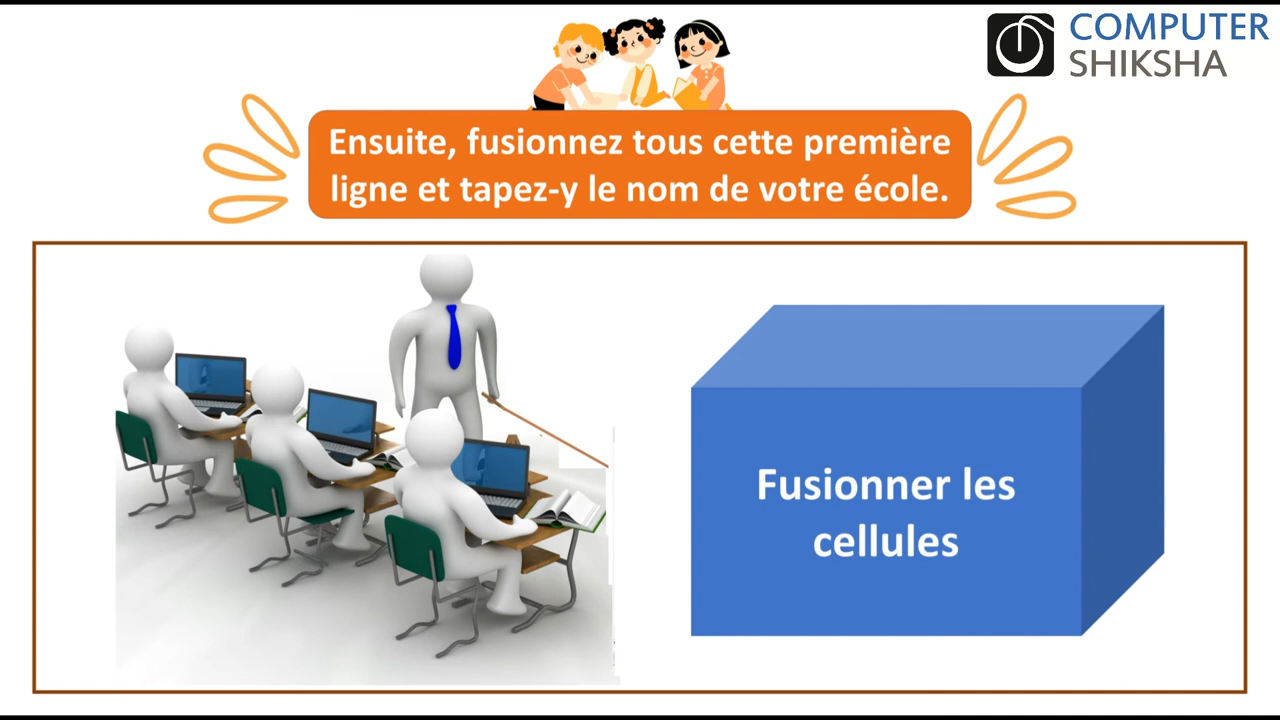 COMPUTER
SHIKSHA
Ensuite, fusionnez tous cette première
ligne et tapez-y le nom de votre école.
Fusionner les
cellules